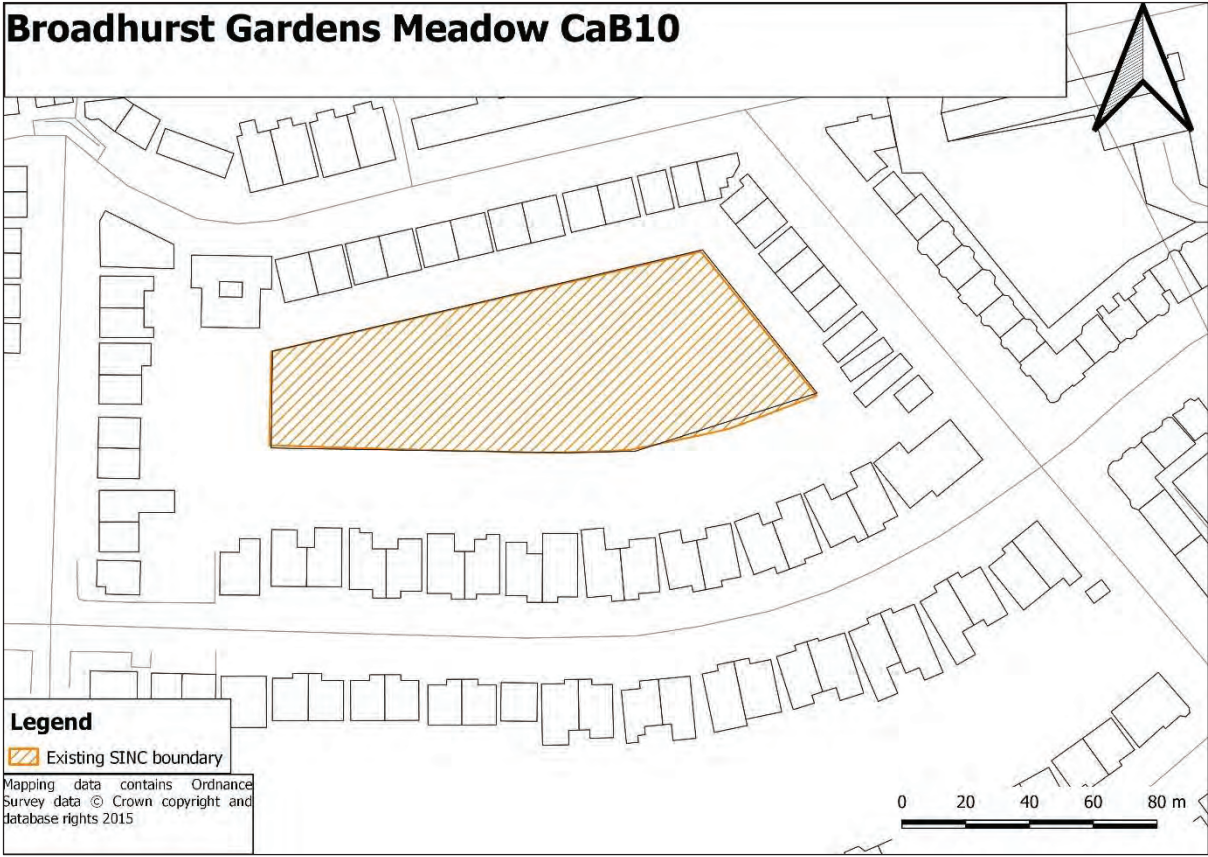 Broadhurst Gardens Meadow CaB10
Legend
Existing SINC boundary
Mapping data contains Ordnance
Survey data © Crown copyright and
database rights 2015
0 20 40 60 80 m